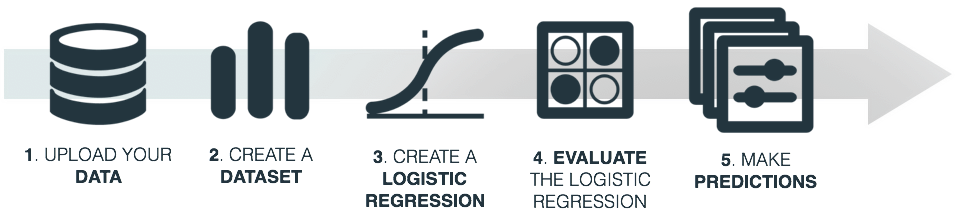 1. UPLOAD YOUR
DATA
2. CREATE A
DATASET
3. CREATE A
LOGISTIC
REGRESSION
4. EVALUATE
THE LOGISTIC
REGRESSION
5. MAKE
PREDICTIONS